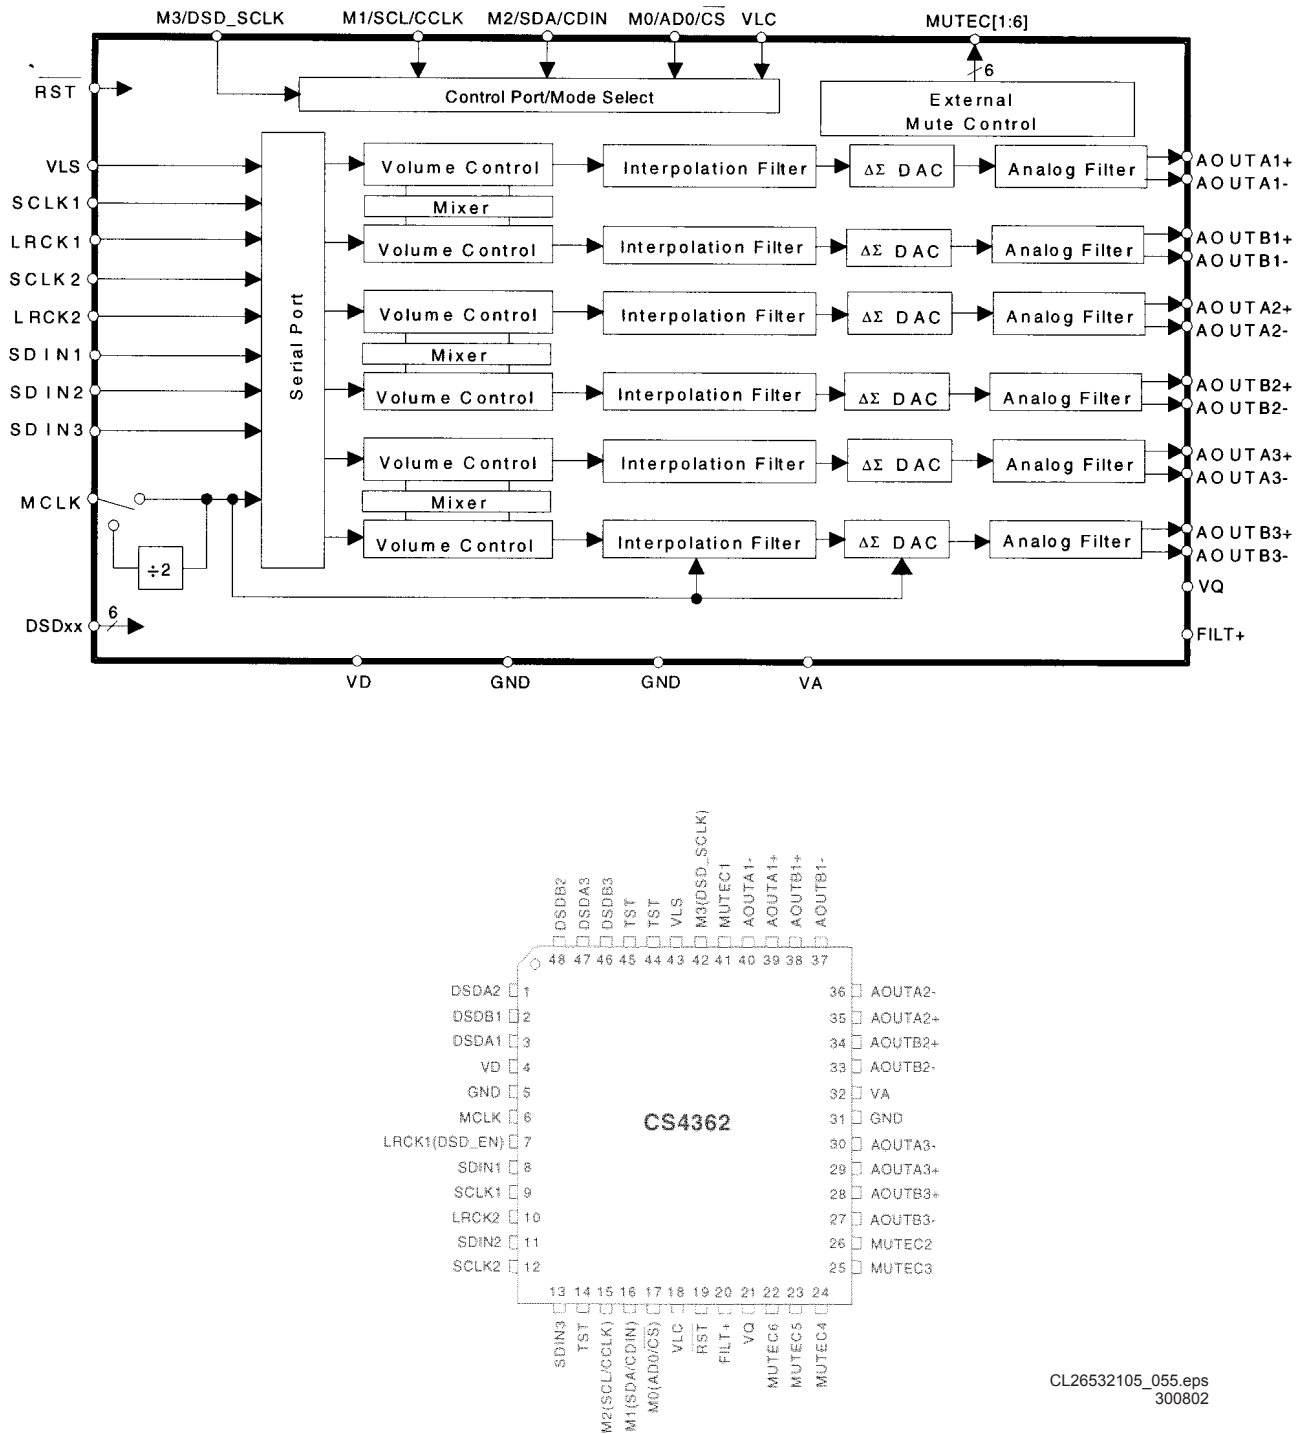 M3/DSD_SCLK M1/SCL/CCLK M2/SDA/CDIN M0/AD0/CS VLC MUTEC[1:6]
6
RST
Control Port/Mode Select
External
Mute Control
VLS
Volume Control Interpolation Filter ΔΣ DAC Analog Filter
AOUTA1+
AOUTA1-
SCLK1
Mixer
LRCK1
Volume Control Interpolation Filter ΔΣ DAC Analog Filter
AOUTB1+
AOUTB1-
SCLK2
LRCK2
Volume Control Interpolation Filter ΔΣ DAC Analog Filter
AOUTA2+
AOUTA2-
Serial Port
SDIN1
Mixer
SDIN2
Volume Control Interpolation Filter ΔΣ DAC Analog Filter
AOUTB2+
AOUTB2-
SDIN3
Volume Control Interpolation Filter ΔΣ DAC Analog Filter
AOUTA3+
AOUTA3-
MCLK
Mixer
Volume Control Interpolation Filter ΔΣ DAC Analog Filter
AOUTB3+
AOUTB3-
÷2
VQ
DSDxx
6
FILT+
VD GND GND VA
DSDB2
DSDA3
DSDB3
TST
TST
VLS
M3(DSD_SCLK)
MUTEC1
AOUTA1-
AOUTA1+
AOUTB1+
AOUTB1-
48 47 46 45 44 43 42 41 40 39 38 37
DSDA2 1
36 AOUTA2-
DSDB1 2
35 AOUTA2+
DSDA1 3
34 AOUTB2+
VD 4
33 AOUTB2-
GND 5
32 VA
MCLK 6
31 GND
CS4362
LRCK1(DSD_EN) 7
30 AOUTA3-
SDIN1 8
29 AOUTA3+
SCLK1 9
28 AOUTB3+
LRCK2 10
27 AOUTB3-
SDIN2 11
26 MUTEC2
SCLK2 12
25 MUTEC3
13 14 15 16 17 18 19 20 21 22 23 24
SDIN3
TST
M2(SCL/CCLK)
M1(SDA/CDIN)
M0(AD0/CS)
VLC
RST
FILT+
VQ
MUTEC6
MUTEC5
MUTEC4
CL26532105_055.eps
300802